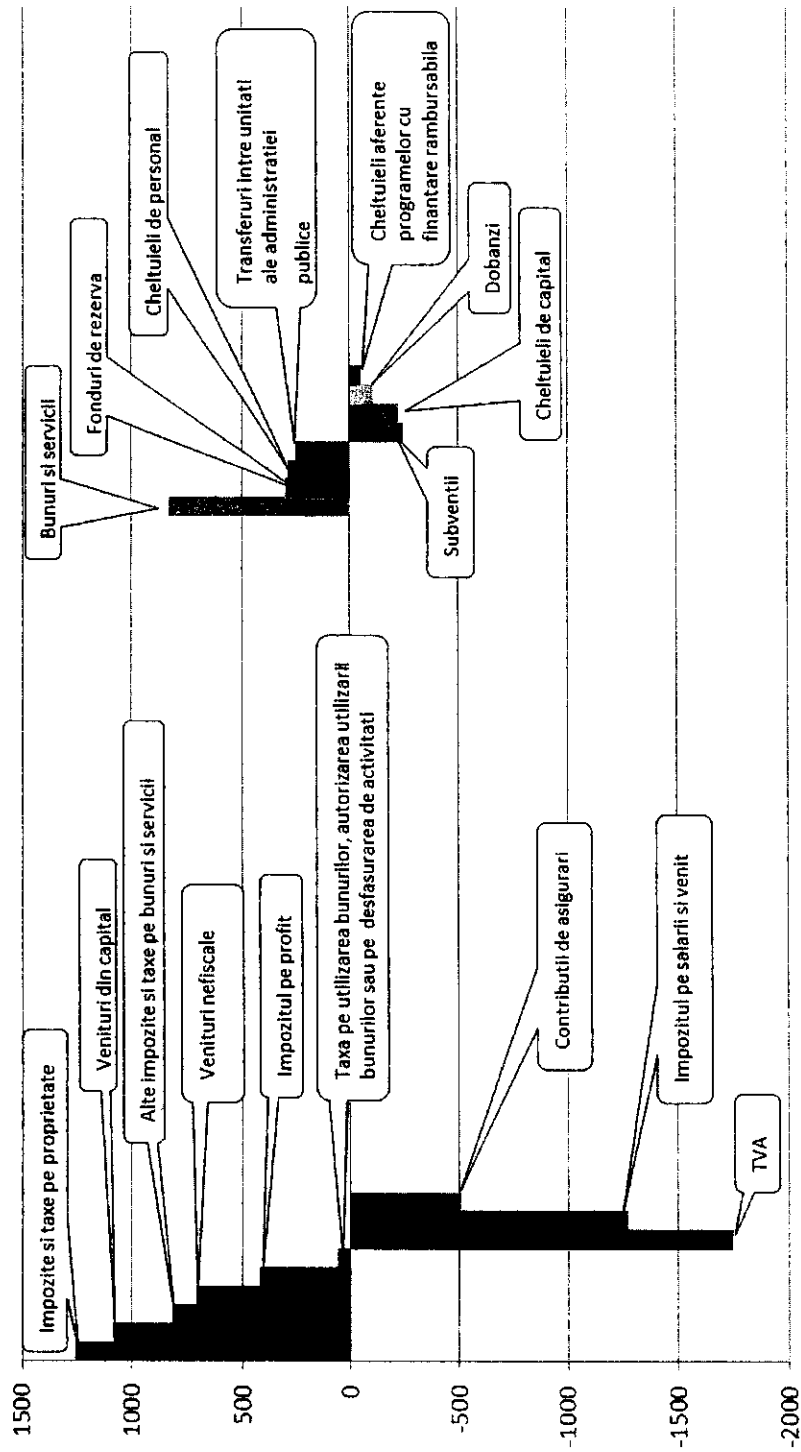 1500
1000
500
0
-500
-1000
-1500
-2000
Impozite si taxe pe proprietate
Venituri din capital
Alte impozite si taxe pe bunuri si servicii
Venituri nefiscale
Impozitul pe profit
Taxa pe utilizarea bunurilor, autorizarea utilizarii
bunurilor sau pe desfasurarea de activitati
Contributii de asigurari
Impozitul pe salarii si venit
TVA
Bunuri si servicii
Fonduri de rezerva
Cheltuieli de personal
Transferuri intre unitati
ale administratiei
publice
Subventii
Cheltuieli de capital
Dobanzi
Cheltuieli aferente
programelor cu
finantare rambursabila